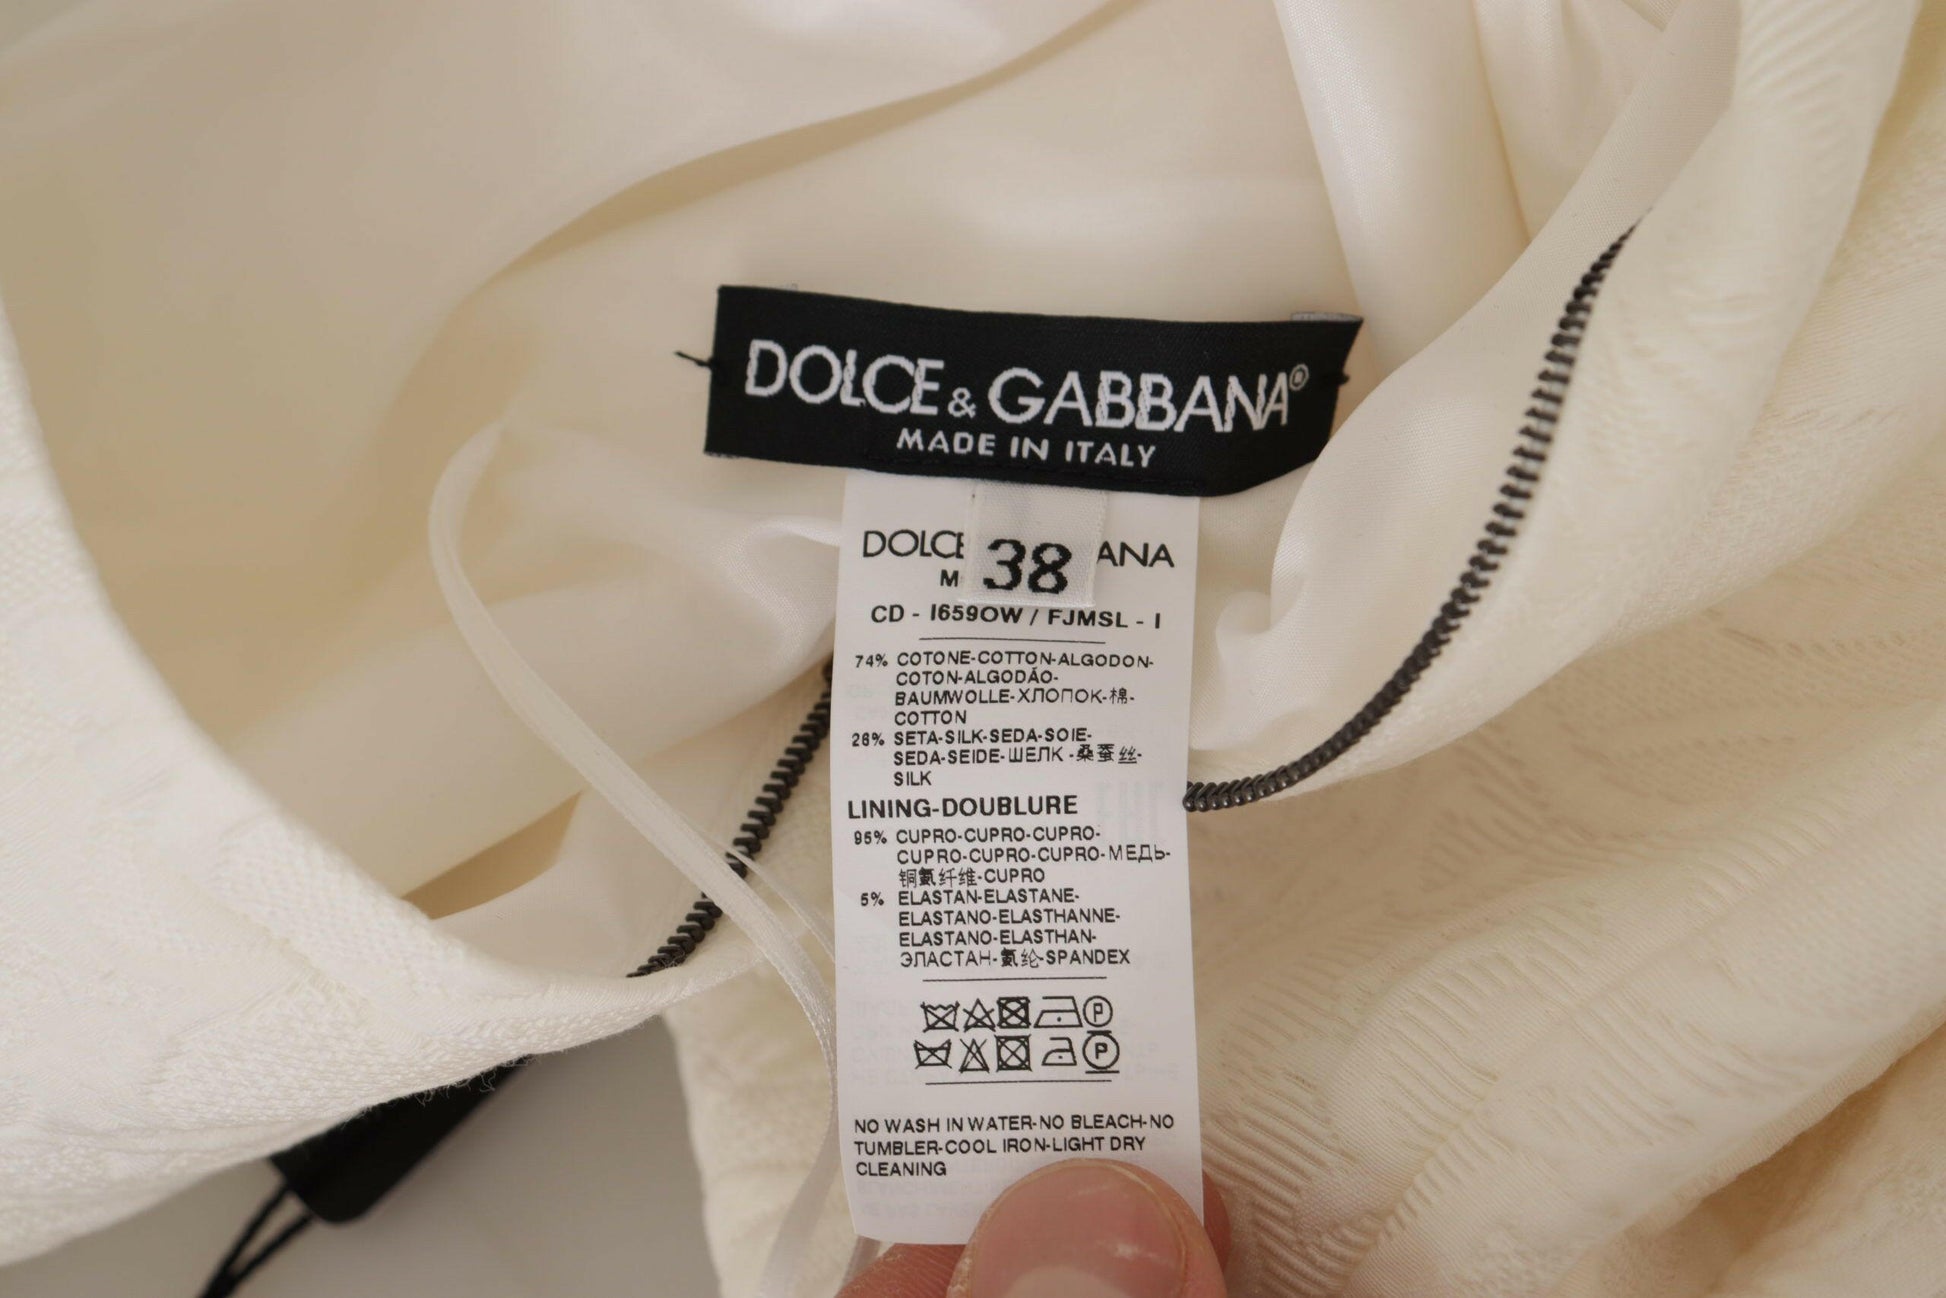 DOLCE & GABBANA®
MADE IN ITALY
38
CD - I659OW / FJMSL - I
74% COTONE-COTTON-ALGODON-
COTON-ALGODÃO-
BAUMWOLLE-ХЛОПОК-棉-
COTTON
26% SETA-SILK-SEDA-SOIE-
SEDA-SEIDE-ШЕЛК-桑蚕丝-
SILK
LINING-DOUBLURE
95% CUPRO-CUPRO-CUPRO-
CUPRO-CUPRO-CUPRO-МЕДЬ-
铜氨纤维-CUPRO
5% ELASTAN-ELASTANE-
ELASTANO-ELASTHANNE-
ELASTANO-ELASTHAN-
ЭЛАСТАН-氨纶-SPANDEX
P
P
NO WASH IN WATER-NO BLEACH-NO
TUMBLER-COOL IRON-LIGHT DRY
CLEANING